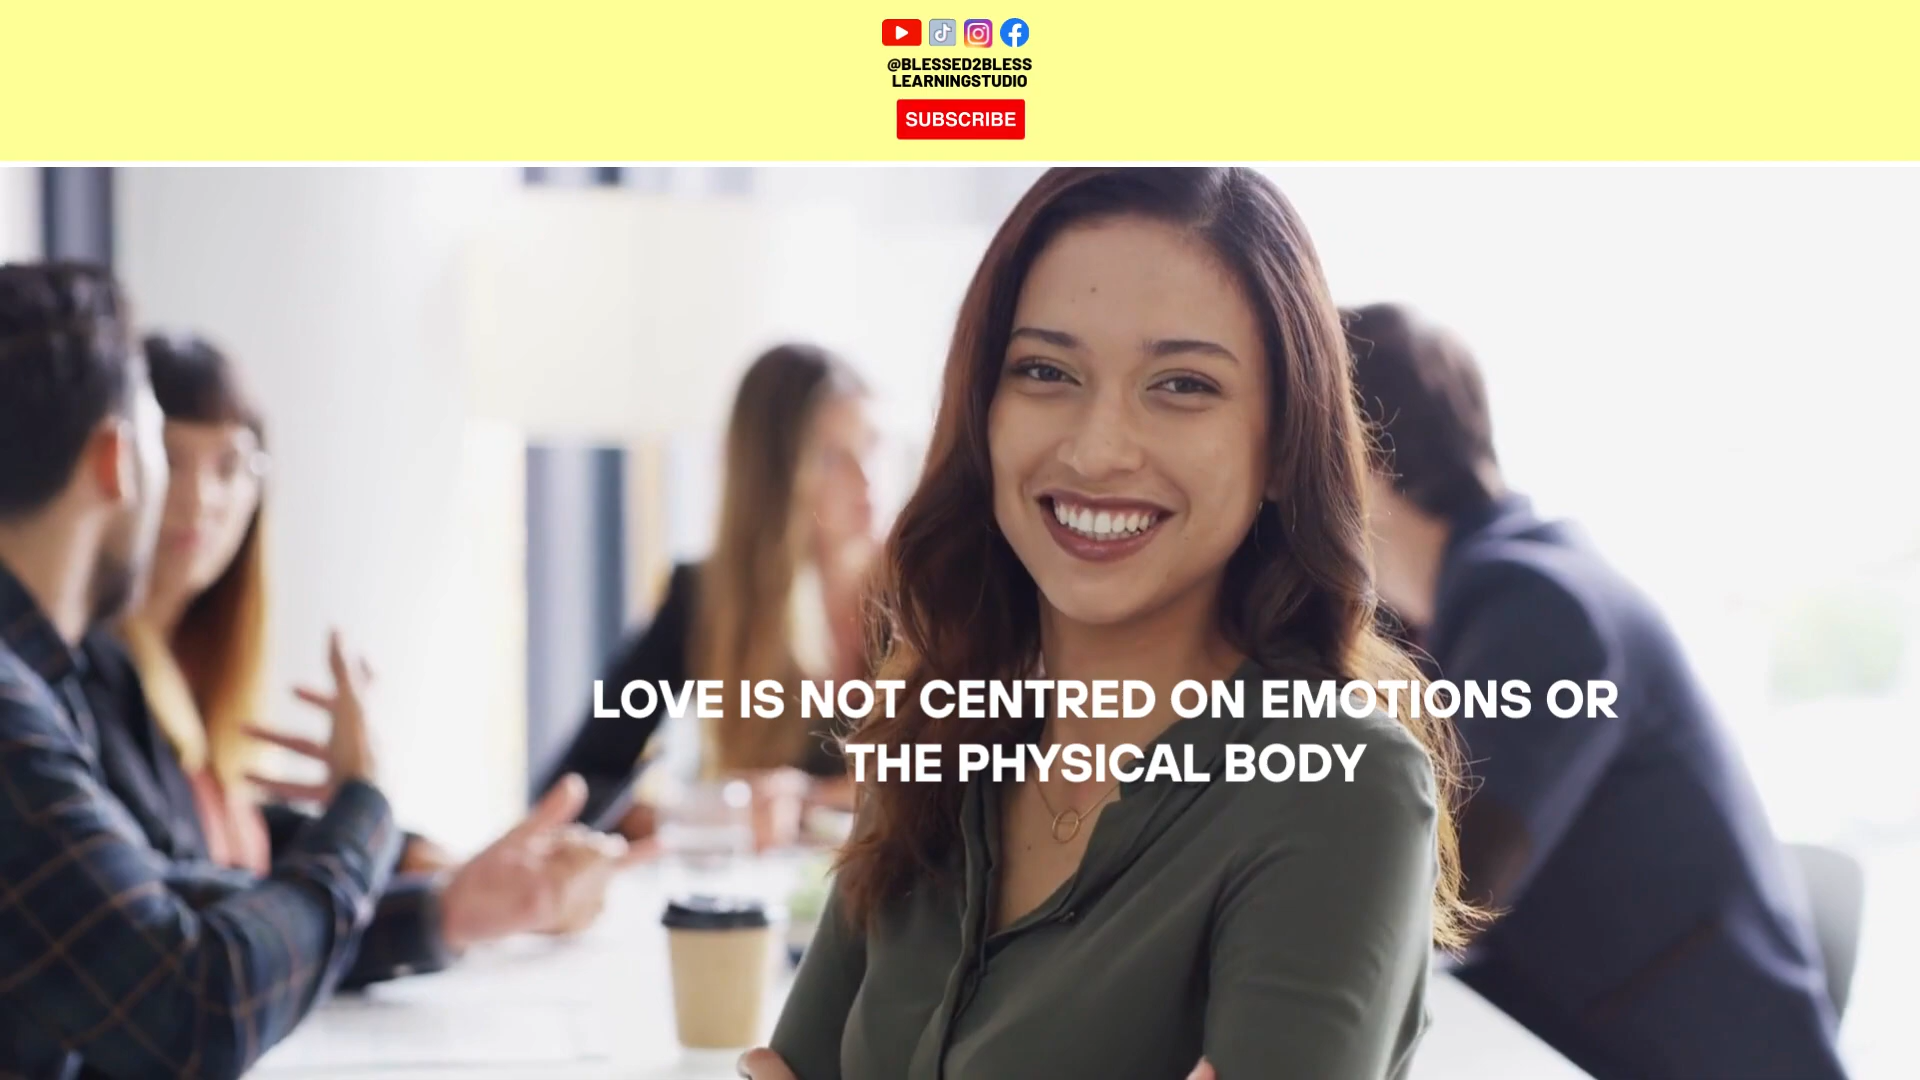 @BLESSED2BLESS
LEARNINGSTUDIO
SUBSCRIBE
LOVE IS NOT CENTRED ON EMOTIONS OR
THE PHYSICAL BODY